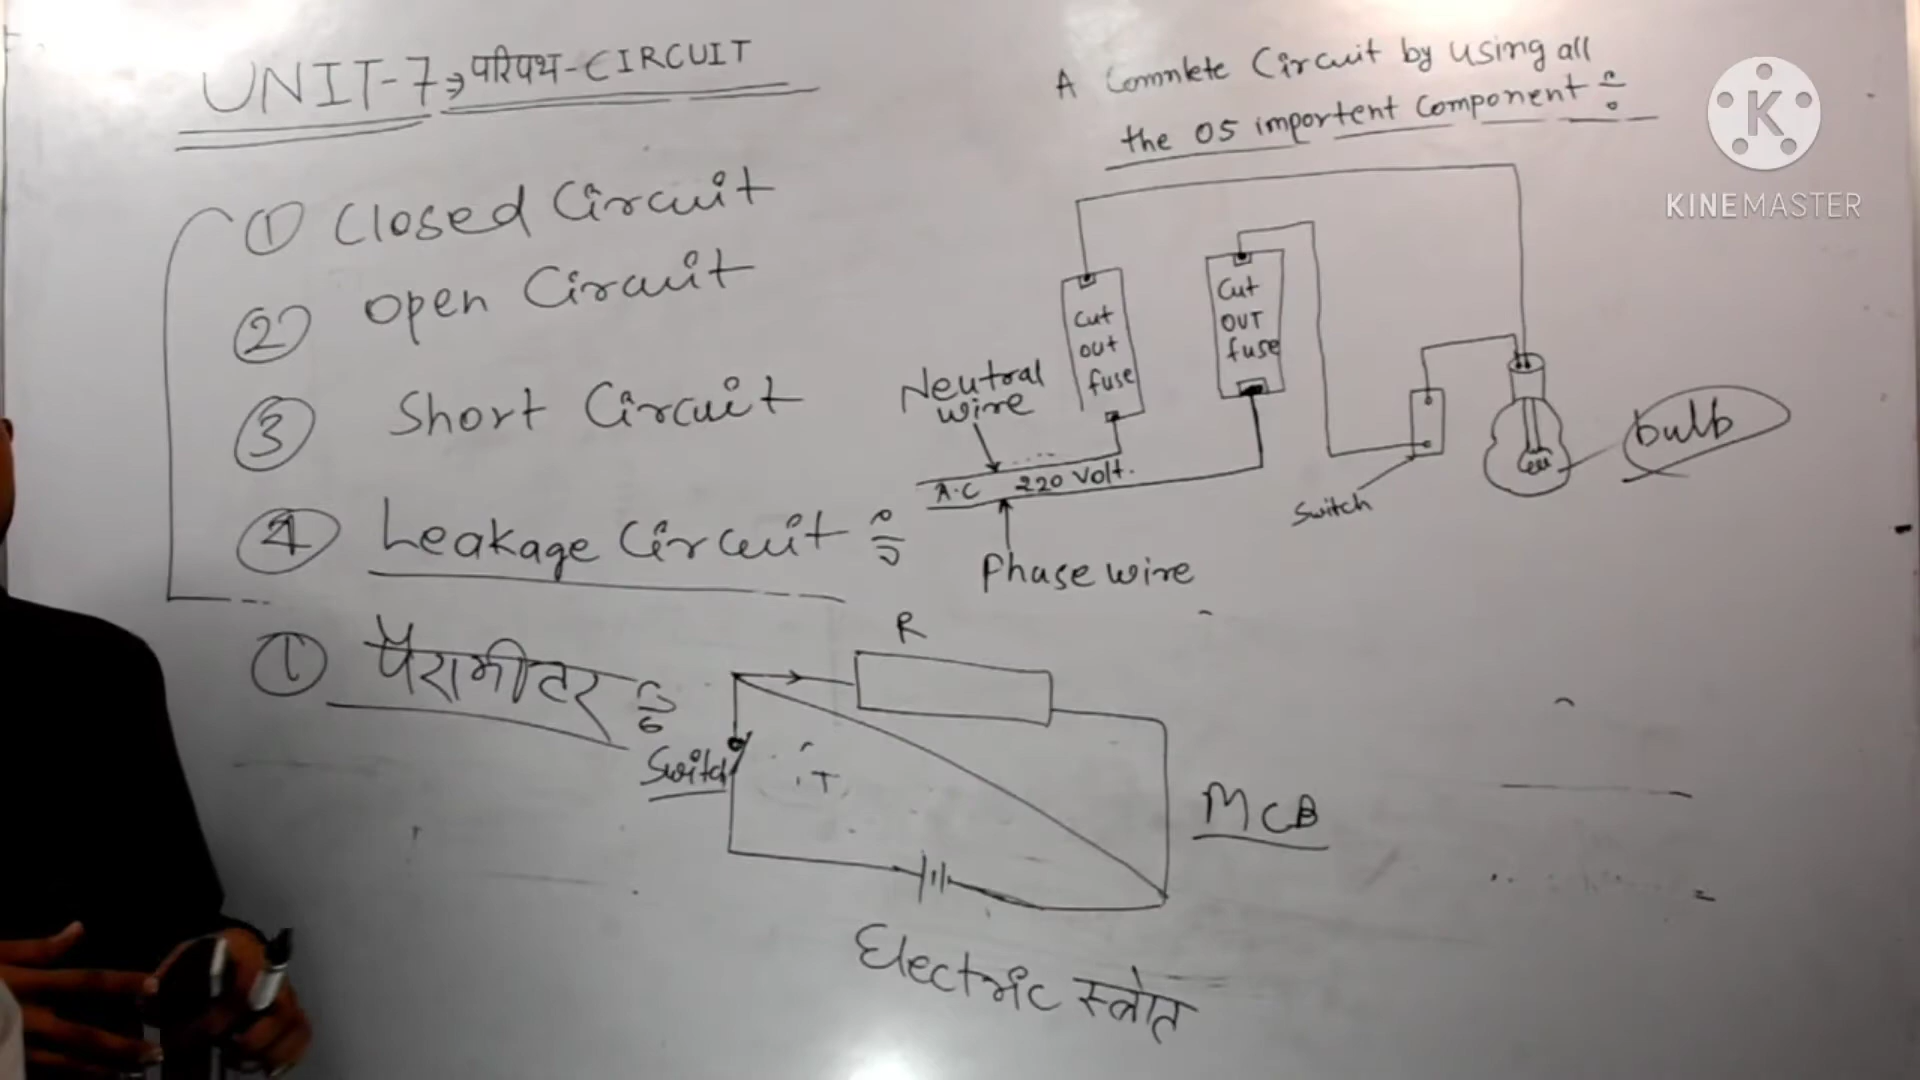 UNIT-7→परिपथ-CIRCUIT
① Closed Circuit
② Open Circuit
③ Short Circuit
④ Leakage Circuit
① पैरामीटर
A Comnlete Circuit by using all
the 05 importent Component
Cut
out
fuse
Cut
OUT
fuse
Neutral
wire
A.C 220 Volt.
Phase wire
Switch
bulb
R
Switch
MCB
Electric स्त्रोत
K
KINEMASTER